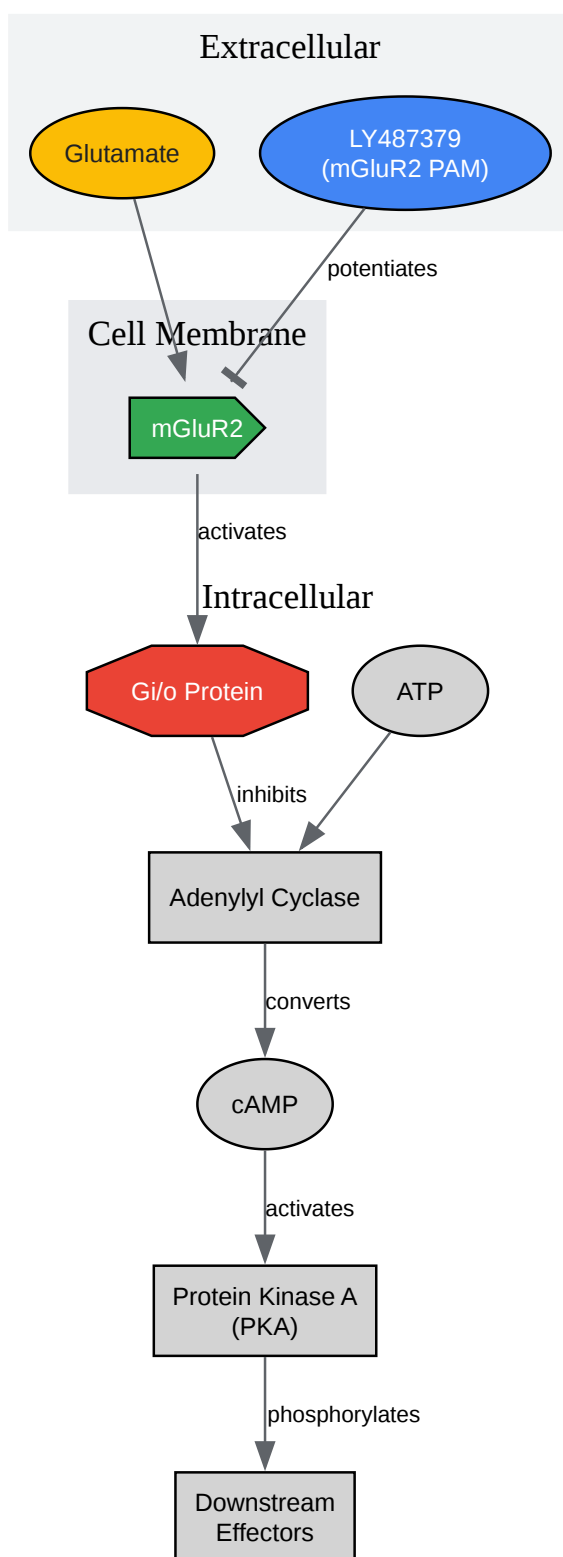 Extracellular
Glutamate
LY487379
(mGluR2 PAM)
potentiates
Cell Membrane
mGluR2
activates
Intracellular
Gi/o Protein
ATP
inhibits
Adenylyl Cyclase
converts
cAMP
activates
Protein Kinase A
(PKA)
phosphorylates
Downstream
Effectors